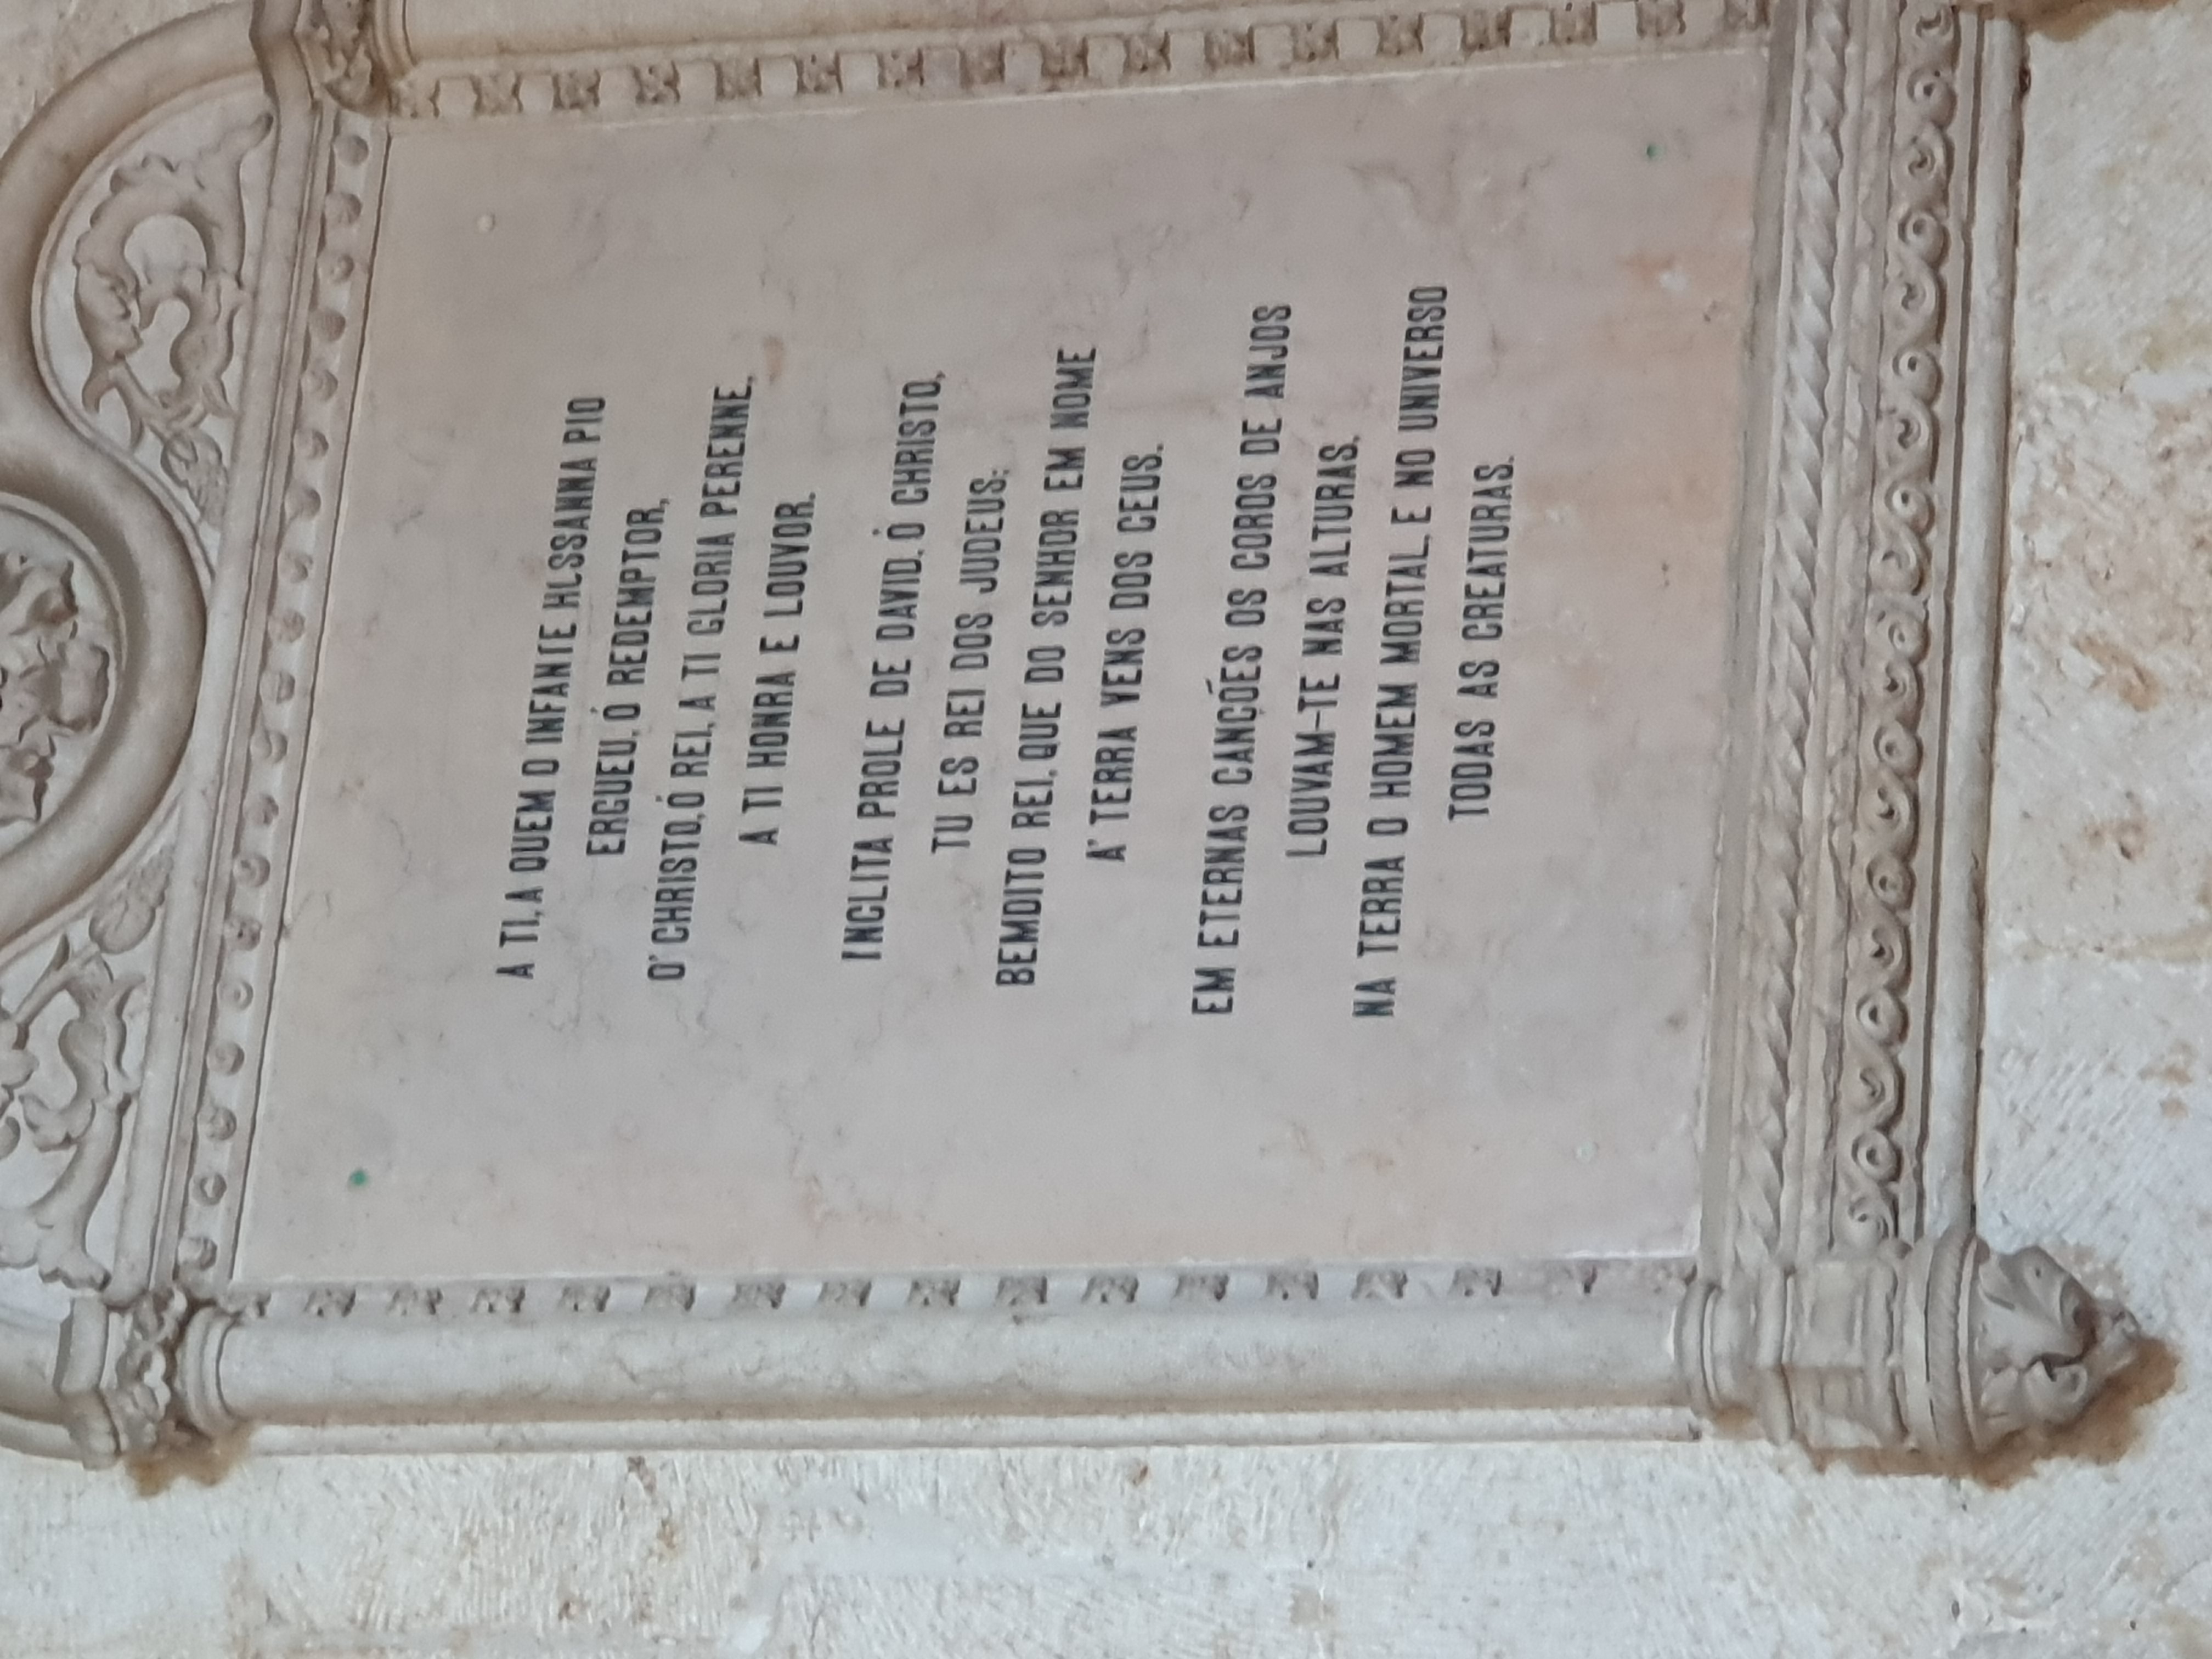 A TI, A QUEM O INFANTE HLSSANNA PIO
ERGUEU, Ó REDEMPTOR,
O' CHRISTO, Ó REI, A TI GLORIA PERENNE,
A TI HONRA E LOUVOR.
INCLITA PROLE DE DAVID, Ó CHRISTO,
TU ES REI DOS JUDEUS;
BEMDITO REI, QUE DO SENHOR EM NOME
A' TERRA VENS DOS CEUS.
EM ETERNAS CANÇÕES OS COROS DE ANJOS
LOUVAM-TE NAS ALTURAS,
NA TERRA O HOMEM MORTAL, E NO UNIVERSO
TODAS AS CREATURAS.